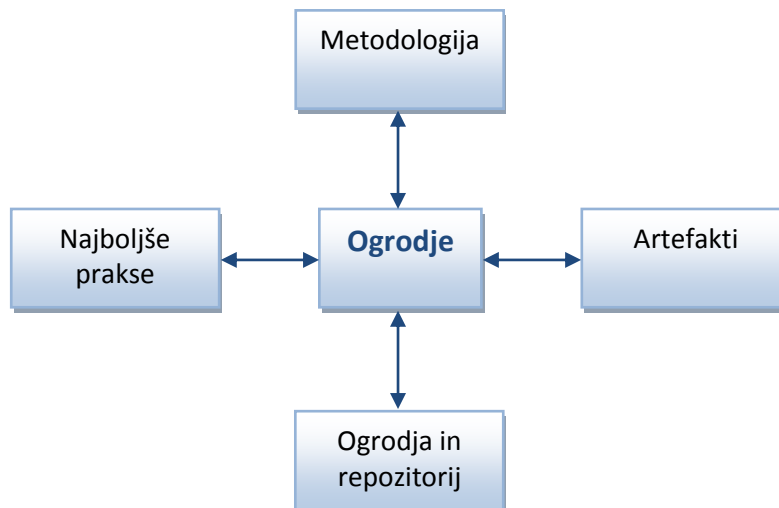 Metodologija
Najboljše
prakse
Ogrodje
Artefakti
Ogrodja in
repozitorij